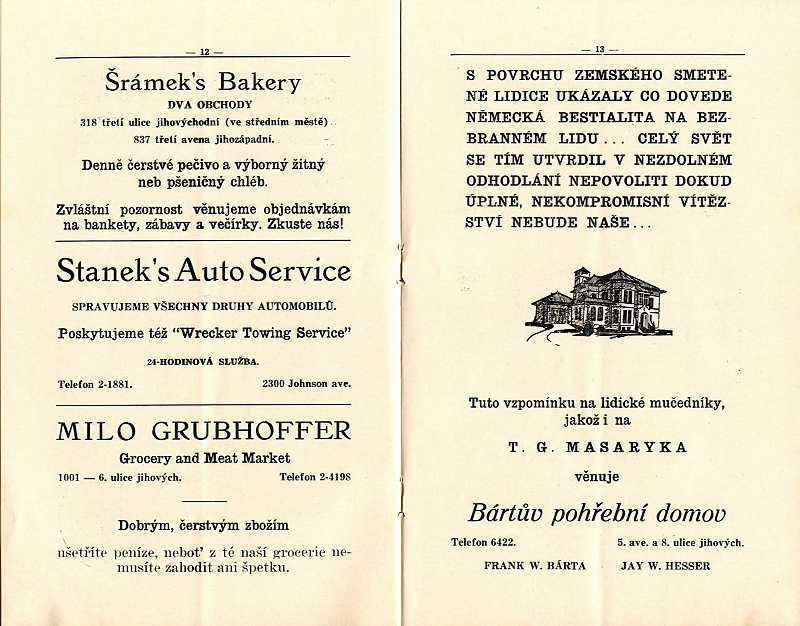 — 12 —
Šrámek's Bakery
DVA OBCHODY
318 třetí ulice jihovýchodní (ve středním městě)
837 třetí avena jihozápadní.
Denně čerstvé pečivo a výborný žitný
neb pšeničný chléb.
Zvláštní pozornost věnujeme objednávkám
na bankety, zábavy a večírky. Zkuste nás!
Stanek's Auto Service
SPRAVUJEME VŠECHNY DRUHY AUTOMOBILŮ.
Poskytujeme též "Wrecker Towing Service"
24-HODINOVÁ SLUŽBA.
Telefon 2-1881. 2300 Johnson ave.
MILO GRUBHOFFER
Grocery and Meat Market
1001 — 6. ulice jihových. Telefon 2-4198
Dobrým, čerstvým zbožím
ušetříte peníze, neboť z té naší grocerie ne-
musíte zahodit ani špetku.
— 13 —
S POVRCHU ZEMSKÉHO SMETE-
NÉ LIDICE UKÁZALY CO DOVEDE
NĚMECKÁ BESTIALITA NA BEZ-
BRANNÉM LIDU... CELÝ SVĚT
SE TÍM UTVRDIL V NEZDOLNÉM
ODHODLÁNÍ NEPOVOLITI DOKUD
ÚPLNÉ, NEKOMPROMISNÍ VÍTĚZ-
STVÍ NEBUDE NAŠE...
Tuto vzpomínku na lidické mučedníky,
jakož i na
T. G. MASARYKA
věnuje
Bártův pohřební domov
Telefon 6422. 5. ave. a 8. ulice jihových.
FRANK W. BÁRTA JAY W. HESSER